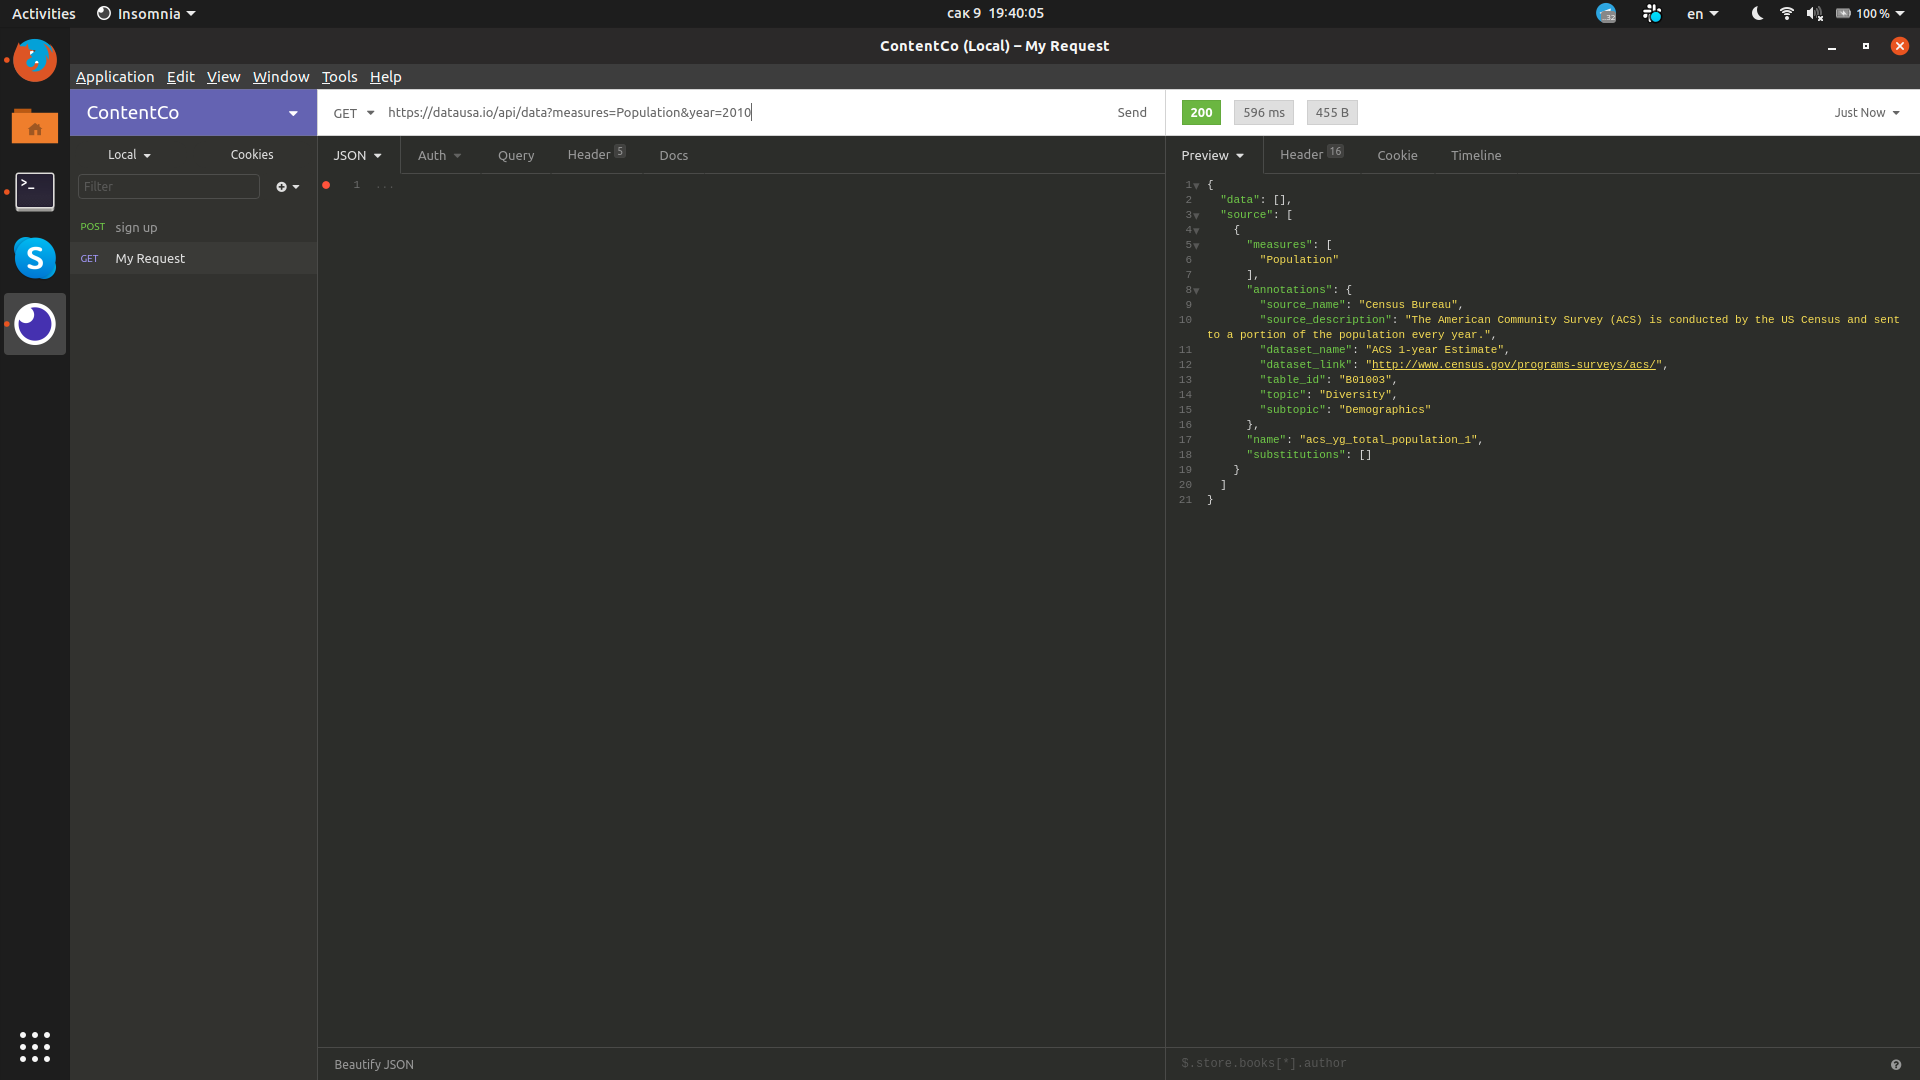 Activities
Insomnia
сак 9 19:40:05
en
100 %
ContentCo (Local) – My Request
Application Edit View Window Tools Help
ContentCo
GET
https://datausa.io/api/data?measures=Population&year=2010
Send
200
596 ms
455 B
Just Now
Local
Cookies
JSON
Auth
Query
Header 5
Docs
Preview
Header 16
Cookie
Timeline
Filter
POST sign up
GET My Request
1 ...
1 {
2 "data": [],
3 "source": [
4 {
5 "measures": [
6 "Population"
7 ],
8 "annotations": {
9 "source_name": "Census Bureau",
10 "source_description": "The American Community Survey (ACS) is conducted by the US Census and sent
to a portion of the population every year.",
11 "dataset_name": "ACS 1-year Estimate",
12 "dataset_link": "http://www.census.gov/programs-surveys/acs/",
13 "table_id": "B01003",
14 "topic": "Diversity",
15 "subtopic": "Demographics"
16 },
17 "name": "acs_yg_total_population_1",
18 "substitutions": []
19 }
20 ]
21 }
Beautify JSON
$.store.books[*].author